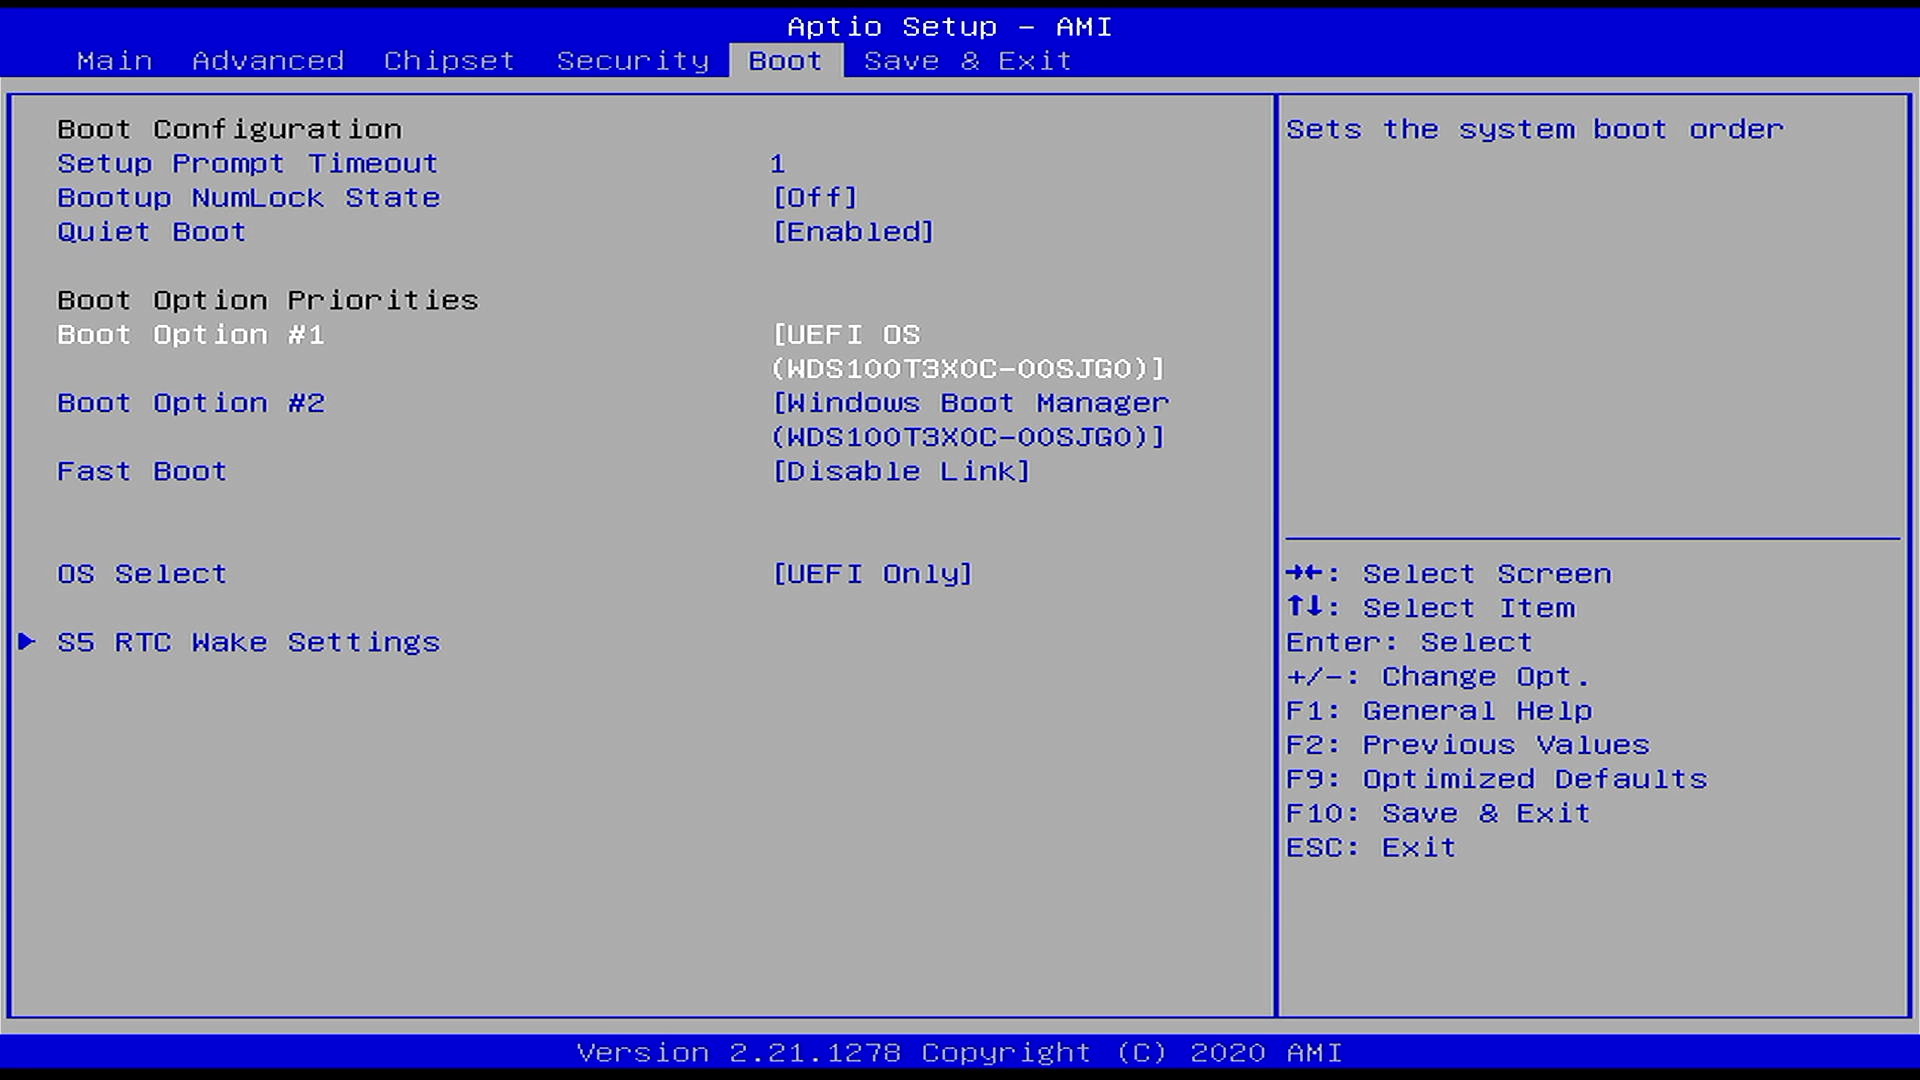 Aptio Setup - AMI
Main Advanced Chipset Security Boot Save & Exit
Boot Configuration
Setup Prompt Timeout 1
Bootup NumLock State [Off]
Quiet Boot [Enabled]
Boot Option Priorities
Boot Option #1 [UEFI OS
(WDS100T3X0C-00SJG0)]
Boot Option #2 [Windows Boot Manager
(WDS100T3X0C-00SJG0)]
Fast Boot [Disable Link]
OS Select [UEFI Only]
► S5 RTC Wake Settings
Sets the system boot order
→←: Select Screen
↑↓: Select Item
Enter: Select
+/-: Change Opt.
F1: General Help
F2: Previous Values
F9: Optimized Defaults
F10: Save & Exit
ESC: Exit
Version 2.21.1278 Copyright (C) 2020 AMI